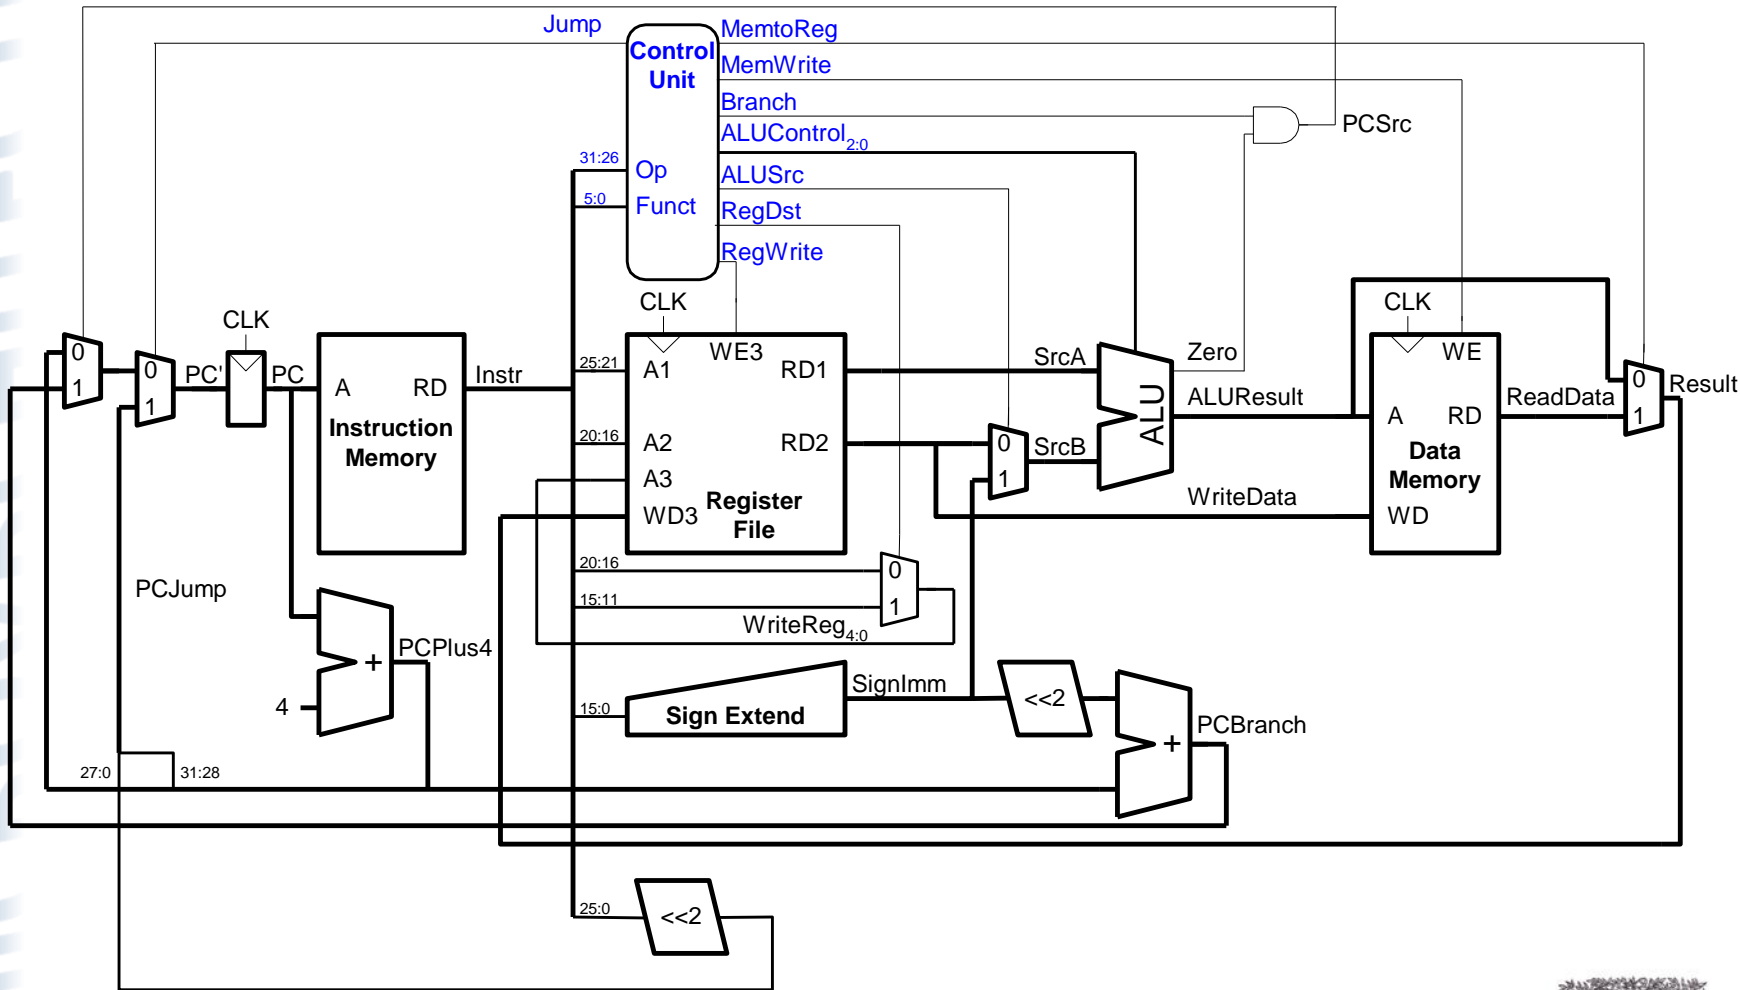 Jump
MemtoReg
Control
Unit
MemWrite
Branch
PCSrc
ALUControl2:0
31:26
Op
ALUSrc
5:0
Funct
RegDst
RegWrite
CLK
CLK
CLK
0
1
0
1
PC'
PC
A
RD
Instruction
Memory
Instr
25:21
A1
WE3
RD1
SrcA
Zero
WE
0
1
Result
ALU
ALUResult
A
RD
ReadData
Data
Memory
20:16
A2
RD2
0
1
SrcB
A3
WD3
Register
File
WriteData
WD
20:16
0
15:11
1
WriteReg4:0
PCJump
PCPlus4
+
4
15:0
Sign Extend
SignImm
<<2
PCBranch
+
27:0
31:28
25:0
<<2